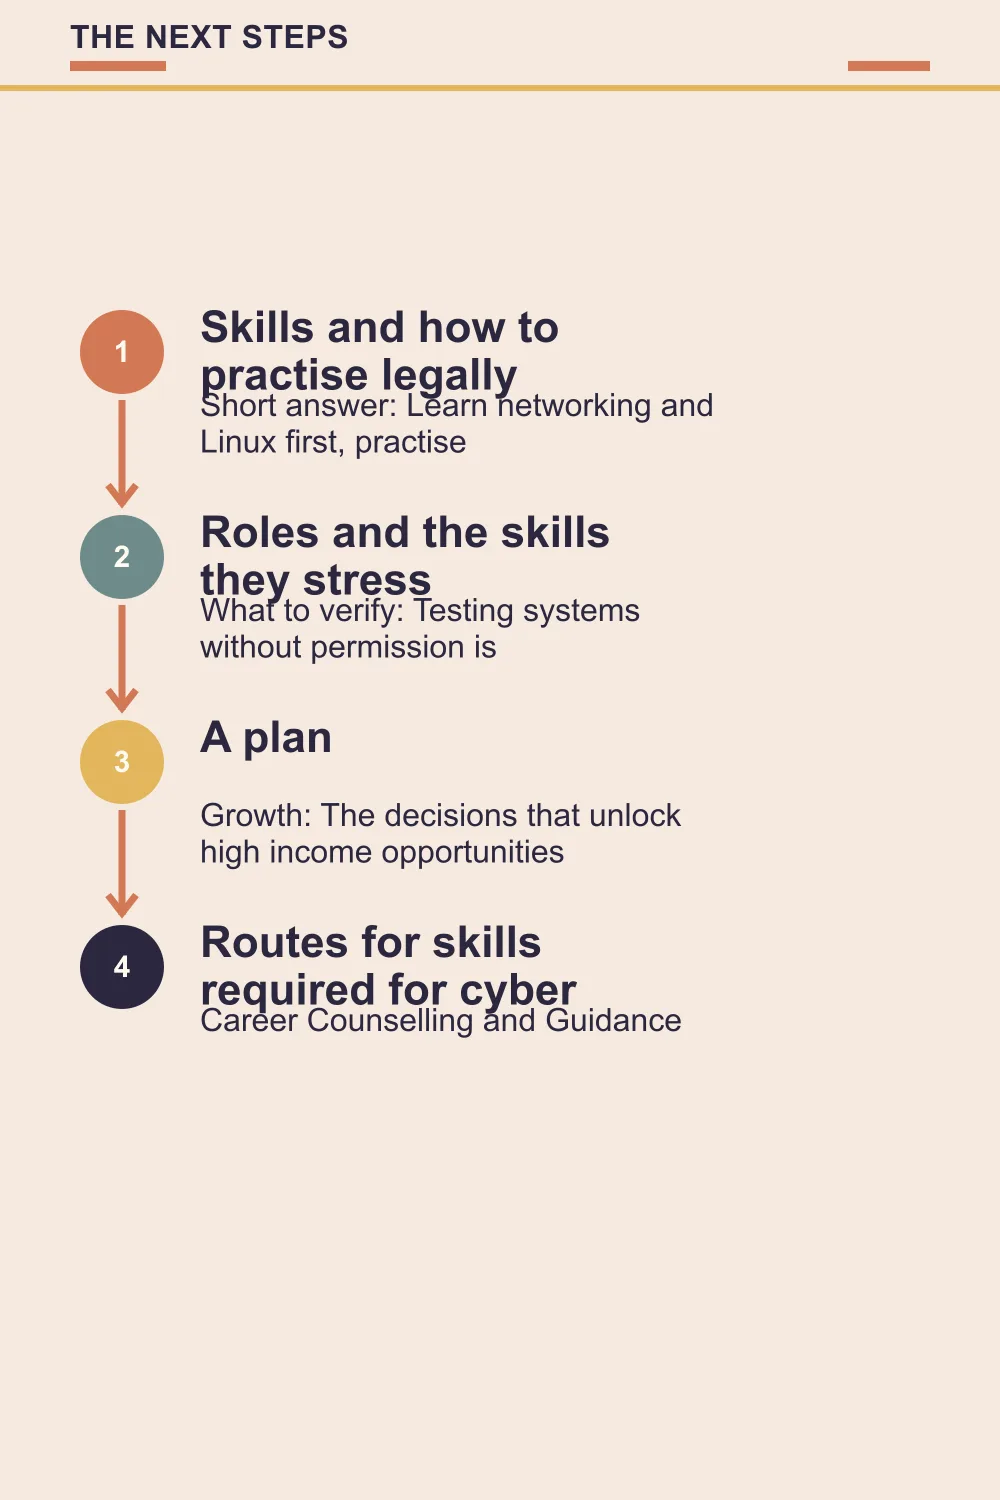 THE NEXT STEPS
1
Skills and how to
practise legally
Short answer: Learn networking and
Linux first, practise
2
Roles and the skills
they stress
What to verify: Testing systems
without permission is
3
A plan
Growth: The decisions that unlock
high income opportunities
4
Routes for skills
required for cyber
Career Counselling and Guidance